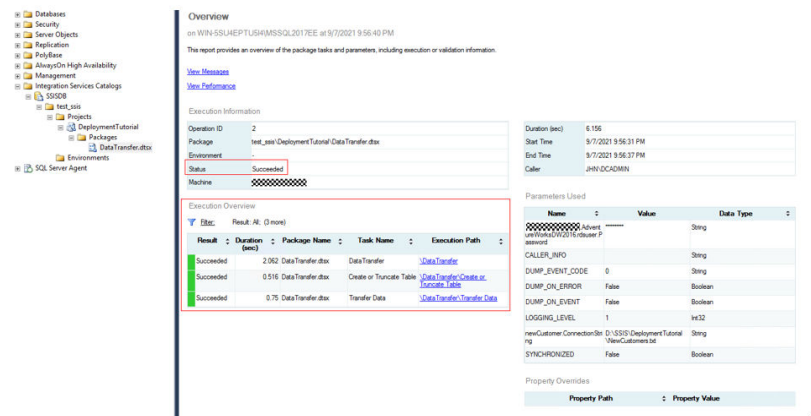 Databases
Security
Server Objects
Replication
PolyBase
AlwaysOn High Availability
Management
Integration Services Catalogs
SSISDB
test_ssis
Projects
DeploymentTutorial
Packages
DataTransfer.dtsx
Environments
SQL Server Agent
Overview
on WIN-5SU4EPTU5I4\MSSQL2017EE at 9/7/2021 9:56:40 PM
This report provides an overview of the package tasks and parameters, including execution or validation information.
View Messages
View Performance
Execution Information
Operation ID 2
Package test_ssis\DeploymentTutorial\DataTransfer.dtsx
Environment -
Status Succeeded
Machine
Duration (sec) 6.156
Start Time 9/7/2021 9:56:31 PM
End Time 9/7/2021 9:56:37 PM
Caller JHN\DCADMIN
Execution Overview
Filter: Result: All; (3 more)
Result Duration (sec) Package Name Task Name Execution Path
Succeeded 2.062 DataTransfer.dtsx DataTransfer \DataTransfer
Succeeded 0.516 DataTransfer.dtsx Create or Truncate Table \DataTransfer\Create or
Truncate Table
Succeeded 0.75 DataTransfer.dtsx Transfer Data \DataTransfer\Transfer Data
Parameters Used
Name Value Data Type
.Advent ******** String
ureWorksDW2016.rdsuser.P
assword
CALLER_INFO String
DUMP_EVENT_CODE 0 String
DUMP_ON_ERROR False Boolean
DUMP_ON_EVENT False Boolean
LOGGING_LEVEL 1 Int32
newCustomer.ConnectionStri D:\SSIS\DeploymentTutorial String
ng \NewCustomers.txt
SYNCHRONIZED False Boolean
Property Overrides
Property Path Property Value